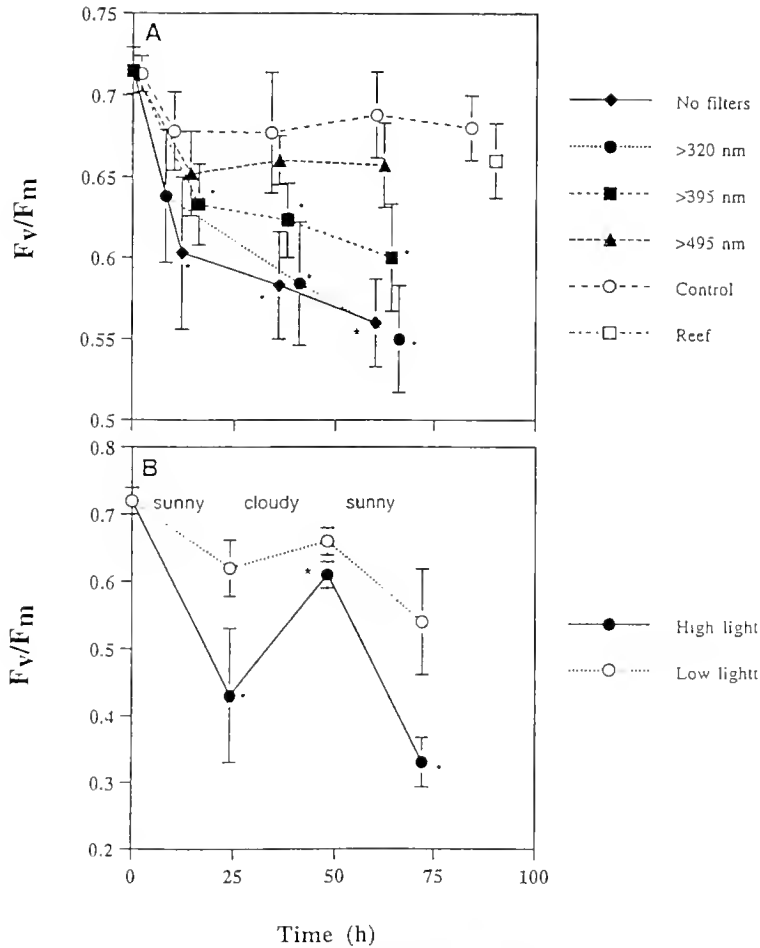 0.75
A
0.7
0.65
0.6
0.55
0.5
Fv/Fm
No filters
>320 nm
>395 nm
>495 nm
Control
Reef
0.8
B
sunny cloudy sunny
0.7
0.6
0.5
0.4
0.3
0.2
Fv/Fm
High light
Low lightt
0 25 50 75 100
Time (h)